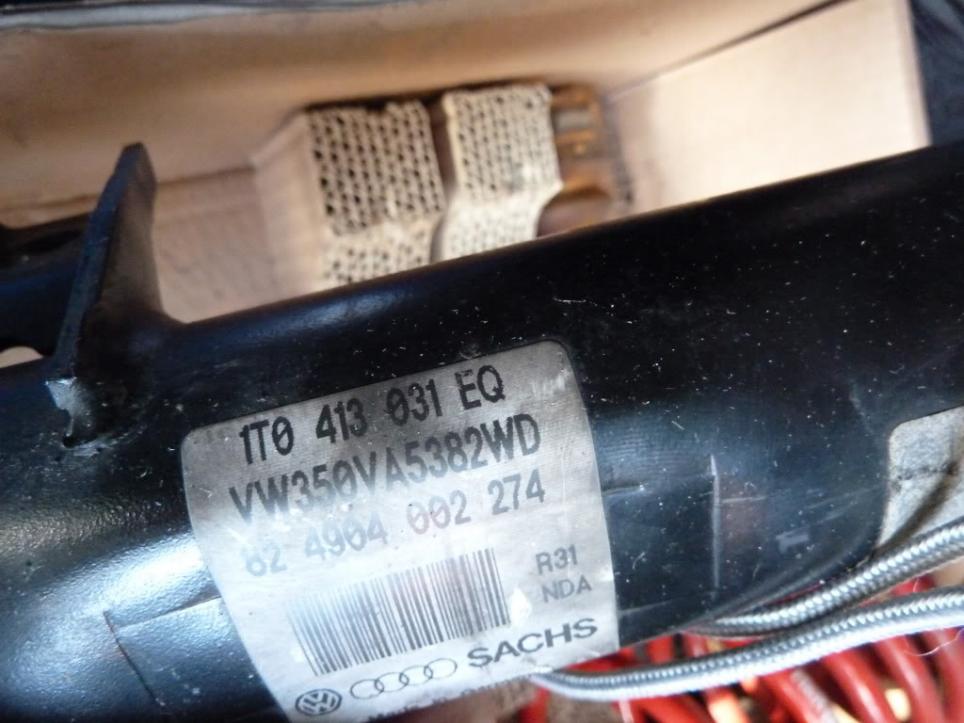 1T0 413 031 EQ
VW350VA5382WD
82 4904 002 274
R31
NDA
SACHS